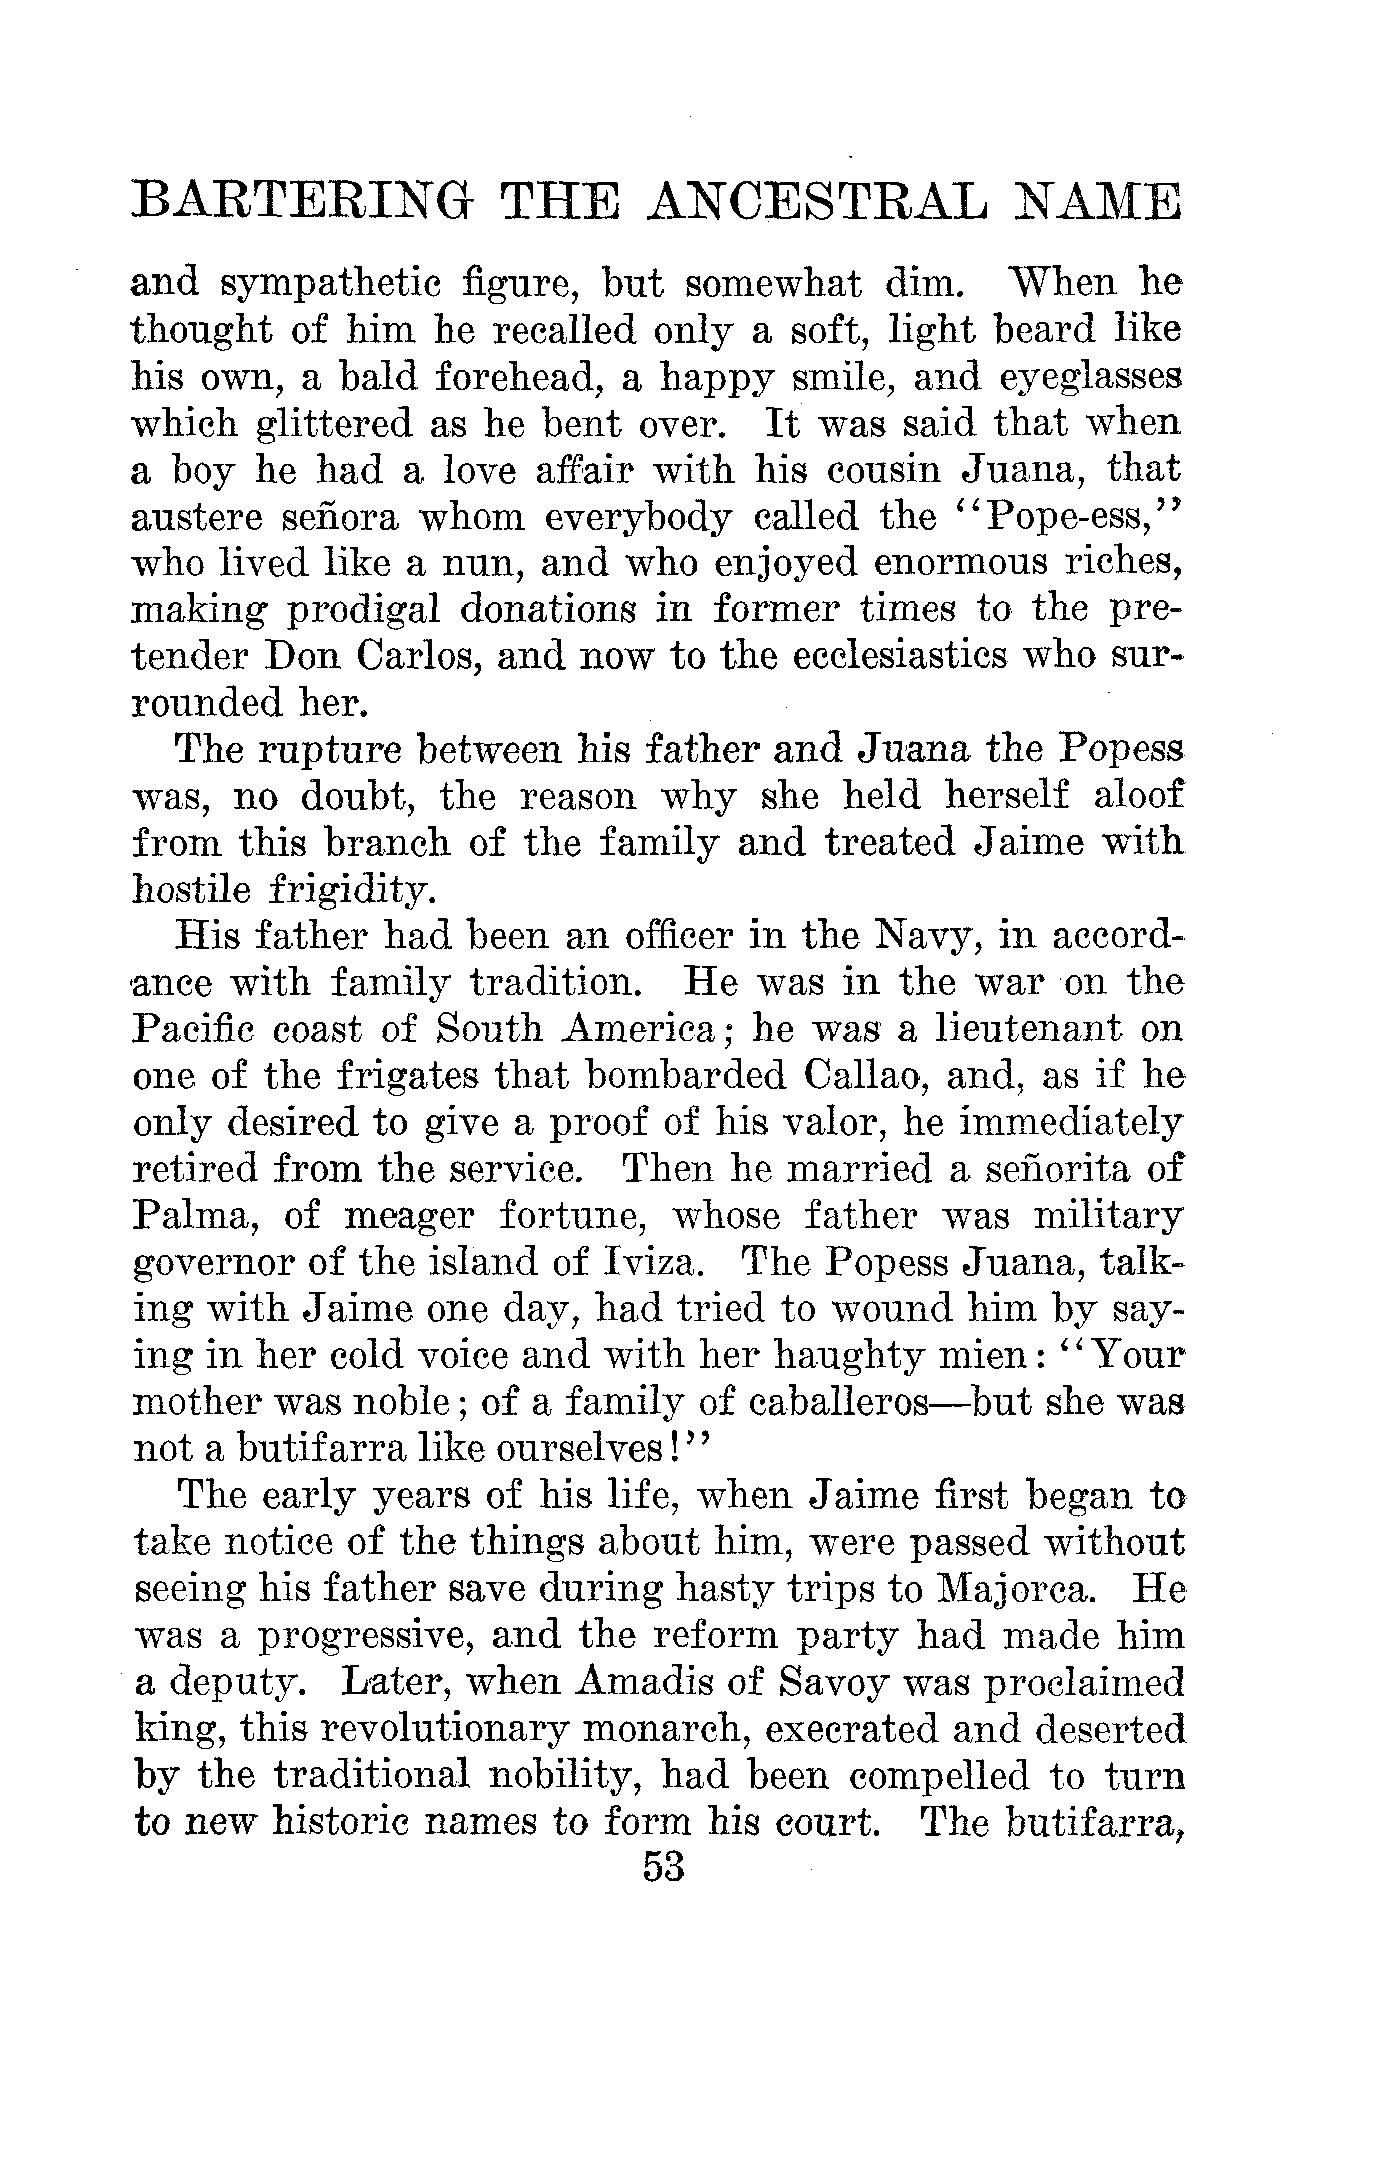 BARTERING THE ANCESTRAL NAME
and sympathetic figure, but somewhat dim. When he
thought of him he recalled only a soft, light beard like
his own, a bald forehead, a happy smile, and eyeglasses
which glittered as he bent over. It was said that when
a boy he had a love affair with his cousin Juana, that
austere señora whom everybody called the "Pope-ess,"
who lived like a nun, and who enjoyed enormous riches,
making prodigal donations in former times to the pre-
tender Don Carlos, and now to the ecclesiastics who sur-
rounded her.
The rupture between his father and Juana the Popess
was, no doubt, the reason why she held herself aloof
from this branch of the family and treated Jaime with
hostile frigidity.
His father had been an officer in the Navy, in accord-
ance with family tradition. He was in the war on the
Pacific coast of South America; he was a lieutenant on
one of the frigates that bombarded Callao, and, as if he
only desired to give a proof of his valor, he immediately
retired from the service. Then he married a señorita of
Palma, of meager fortune, whose father was military
governor of the island of Iviza. The Popess Juana, talk-
ing with Jaime one day, had tried to wound him by say-
ing in her cold voice and with her haughty mien: "Your
mother was noble; of a family of caballeros—but she was
not a butifarra like ourselves!"
The early years of his life, when Jaime first began to
take notice of the things about him, were passed without
seeing his father save during hasty trips to Majorca. He
was a progressive, and the reform party had made him
a deputy. Later, when Amadis of Savoy was proclaimed
king, this revolutionary monarch, execrated and deserted
by the traditional nobility, had been compelled to turn
to new historic names to form his court. The butifarra,
53